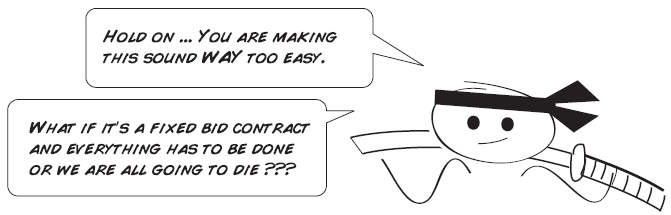 HOLD ON ... YOU ARE MAKING
THIS SOUND WAY TOO EASY.
WHAT IF IT'S A FIXED BID CONTRACT
AND EVERYTHING HAS TO BE DONE
OR WE ARE ALL GOING TO DIE ???